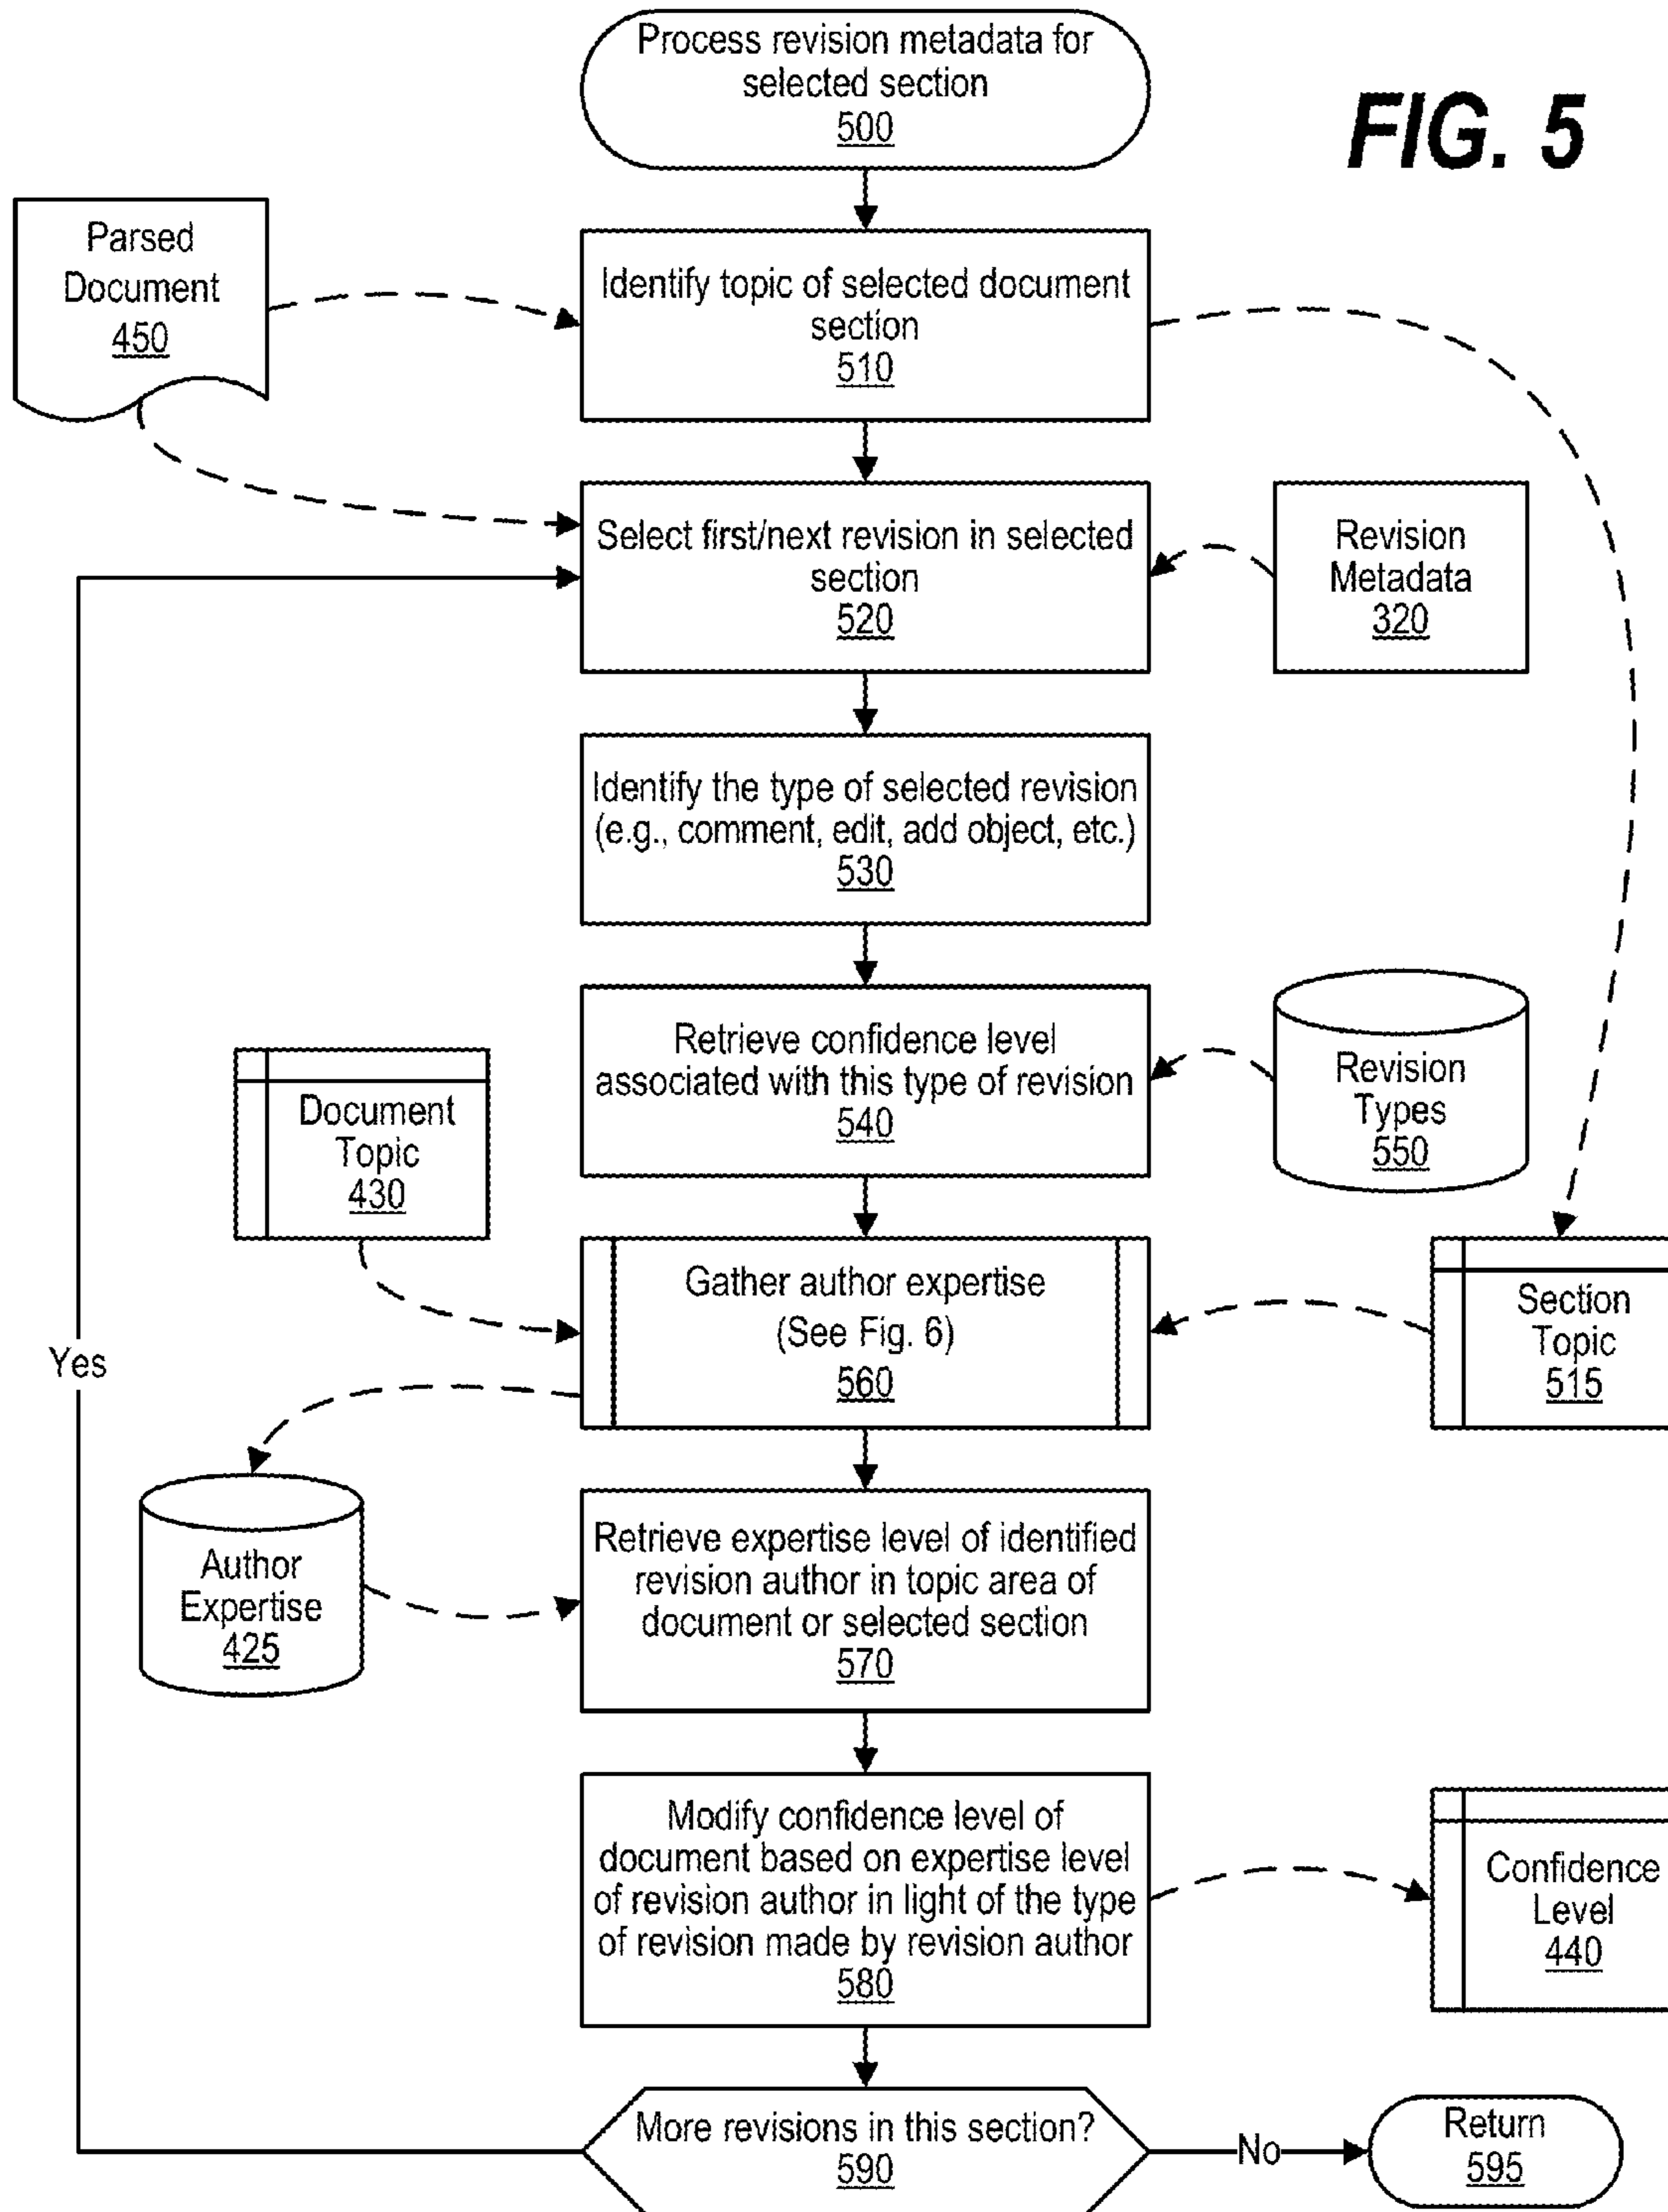 Process revision metadata for
selected section
500
FIG. 5
Parsed
Document
450
Identify topic of selected document
section
510
Select first/next revision in selected
section
520
Revision
Metadata
320
Identify the type of selected revision
(e.g., comment, edit, add object, etc.)
530
Retrieve confidence level
associated with this type of revision
540
Revision
Types
550
Document
Topic
430
Gather author expertise
(See Fig. 6)
560
Section
Topic
515
Yes
Author
Expertise
425
Retrieve expertise level of identified
revision author in topic area of
document or selected section
570
Modify confidence level of
document based on expertise level
of revision author in light of the type
of revision made by revision author
580
Confidence
Level
440
More revisions in this section?
590
No
Return
595